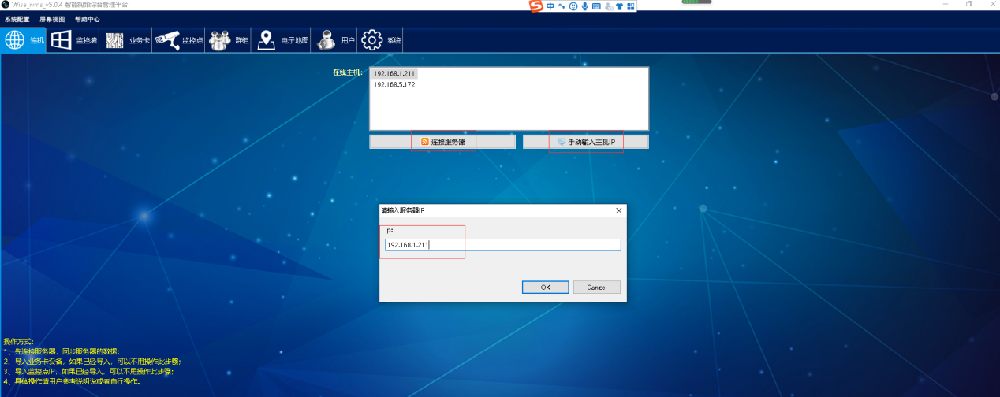 Wise_ivms_v5.0.4 智能视频综合管理平台
中
系统配置 屏幕视图 帮助中心
连机 监控墙 业务卡 监控点 群组 电子地图 用户 系统
在线主机:
192.168.1.211
192.168.5.172
连接服务器 手动输入主机IP
请输入服务器IP
ip:
192.168.1.211
OK Cancel
操作方式:
1、先连接服务器，同步服务器的数据;
2、导入业务卡设备，如果已经导入，可以不用操作此步骤;
3、导入监控点IP，如果已经导入，可以不用操作此步骤;
4、具体操作请用户参考说明说或者自行操作。